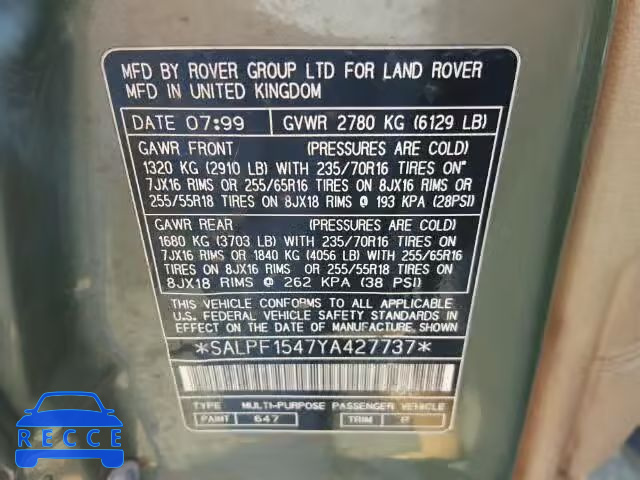 MFD BY ROVER GROUP LTD FOR LAND ROVER
MFD IN UNITED KINGDOM
DATE 07:99 GVWR 2780 KG (6129 LB)
GAWR FRONT (PRESSURES ARE COLD)
1320 KG (2910 LB) WITH 235/70R16 TIRES ON"
7JX16 RIMS OR 255/65R16 TIRES ON 8JX16 RIMS OR
255/55R18 TIRES ON 8JX18 RIMS @ 193 KPA (28PSI)
GAWR REAR (PRESSURES ARE COLD)
1680 KG (3703 LB) WITH 235/70R16 TIRES ON
7JX16 RIMS OR 1840 KG (4056 LB) WITH 255/65R16
TIRES ON 8JX16 RIMS OR 255/55R18 TIRES ON
8JX18 RIMS @ 262 KPA (38 PSI)
THIS VEHICLE CONFORMS TO ALL APPLICABLE
U.S. FEDERAL VEHICLE SAFETY STANDARDS IN
EFFECT ON DATE OF MANUFACTURE, SHOWN
*SALPF1547YA427737*
TYPE MULTI-PURPOSE PASSENGER VEHICLE
PAINT 647 TRIM P
RECCE